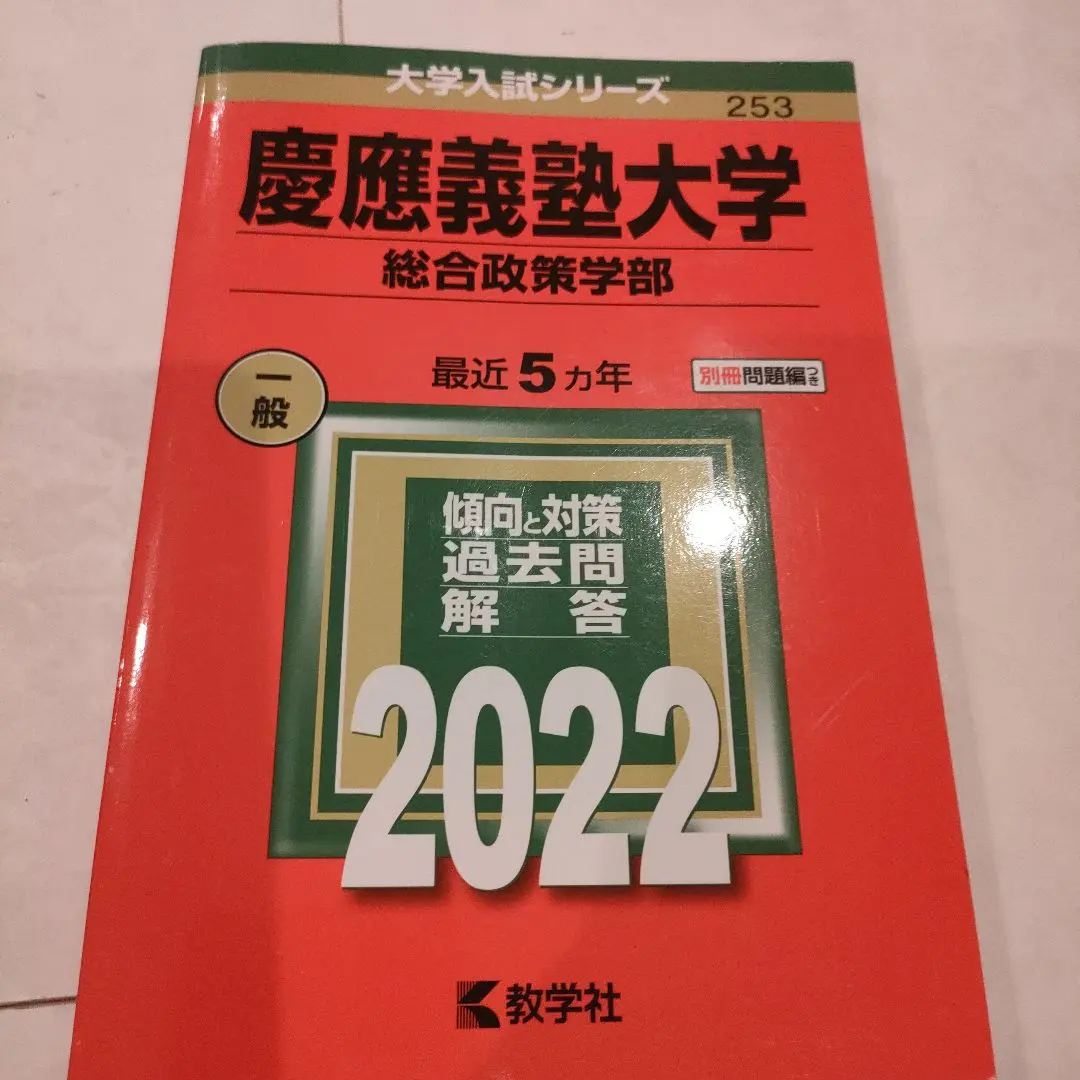 大学入試シリーズ
253
慶應義塾大学
総合政策学部
一般
最近5ヵ年
別冊問題編つき
傾向と対策
過去問
解答
2022
教学社